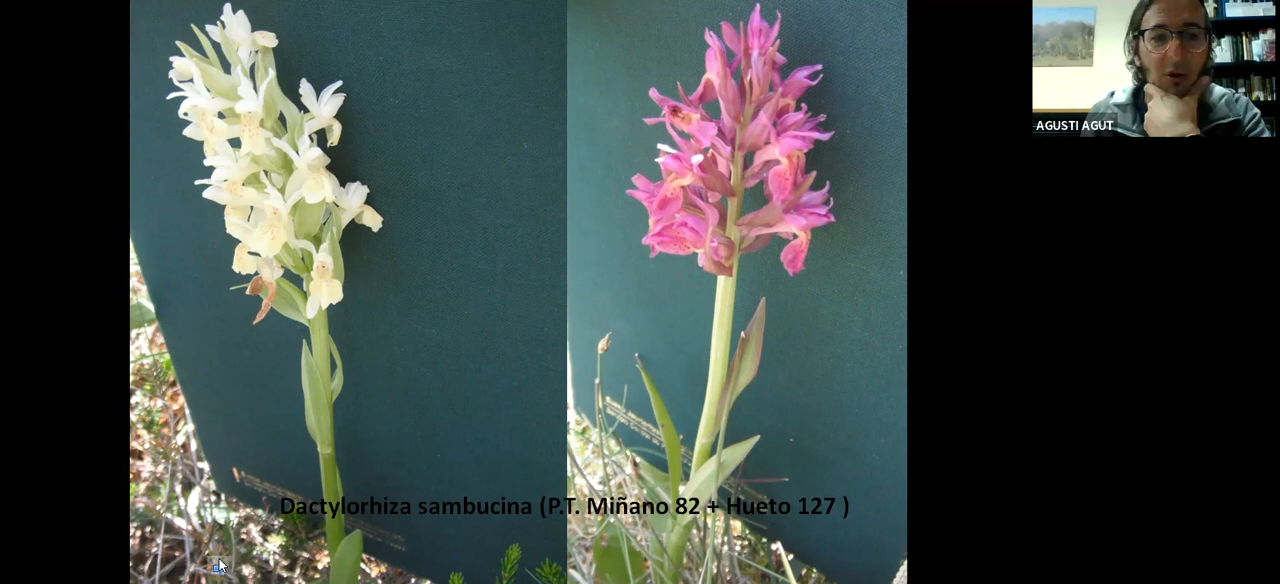 AGUSTI AGUT
Dactylorhiza sambucina (P.T. Miñano 82 + Hueto 127 )